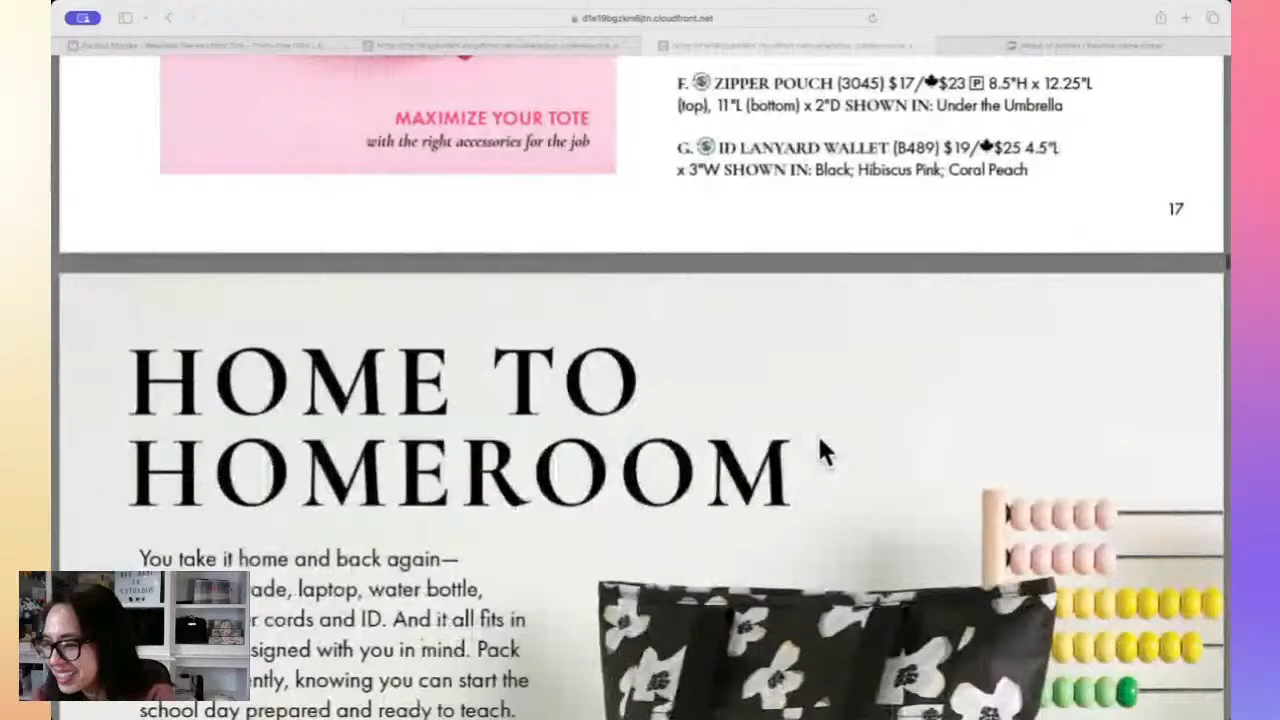 d1e19bgzkm8jtn.cloudfront.net
MAXIMIZE YOUR TOTE
with the right accessories for the job
F. ZIPPER POUCH (3045) $17/$23 P 8.5"H x 12.25"L
(top), 11"L (bottom) x 2"D SHOWN IN: Under the Umbrella
G. ID LANYARD WALLET (B489) $19/$25 4.5"L
x 3"W SHOWN IN: Black; Hibiscus Pink; Coral Peach
17
HOME TO
HOMEROOM
You take it home and back again—
ade, laptop, water bottle,
r cords and ID. And it all fits in
signed with you in mind. Pack
ntly, knowing you can start the
school day prepared and ready to teach.